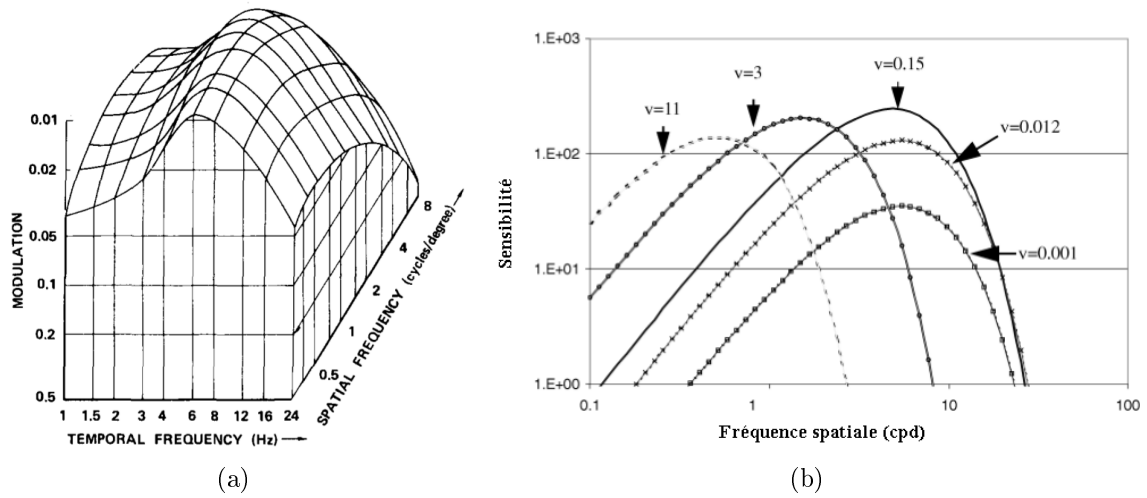 0.01
0.02
0.05
0.1
0.2
0.5
MODULATION
1 1.5 2 3 4 6 8 12 16 24
TEMPORAL FREQUENCY (Hz)
0.5
1
2
4
8
SPATIAL FREQUENCY (cycles/degree)
(a)
1.E+03
1.E+02
1.E+01
1.E+00
Sensibilité
v=11
v=3
v=0.15
v=0.012
v=0.001
0.1 1 10 100
Fréquence spatiale (cpd)
(b)